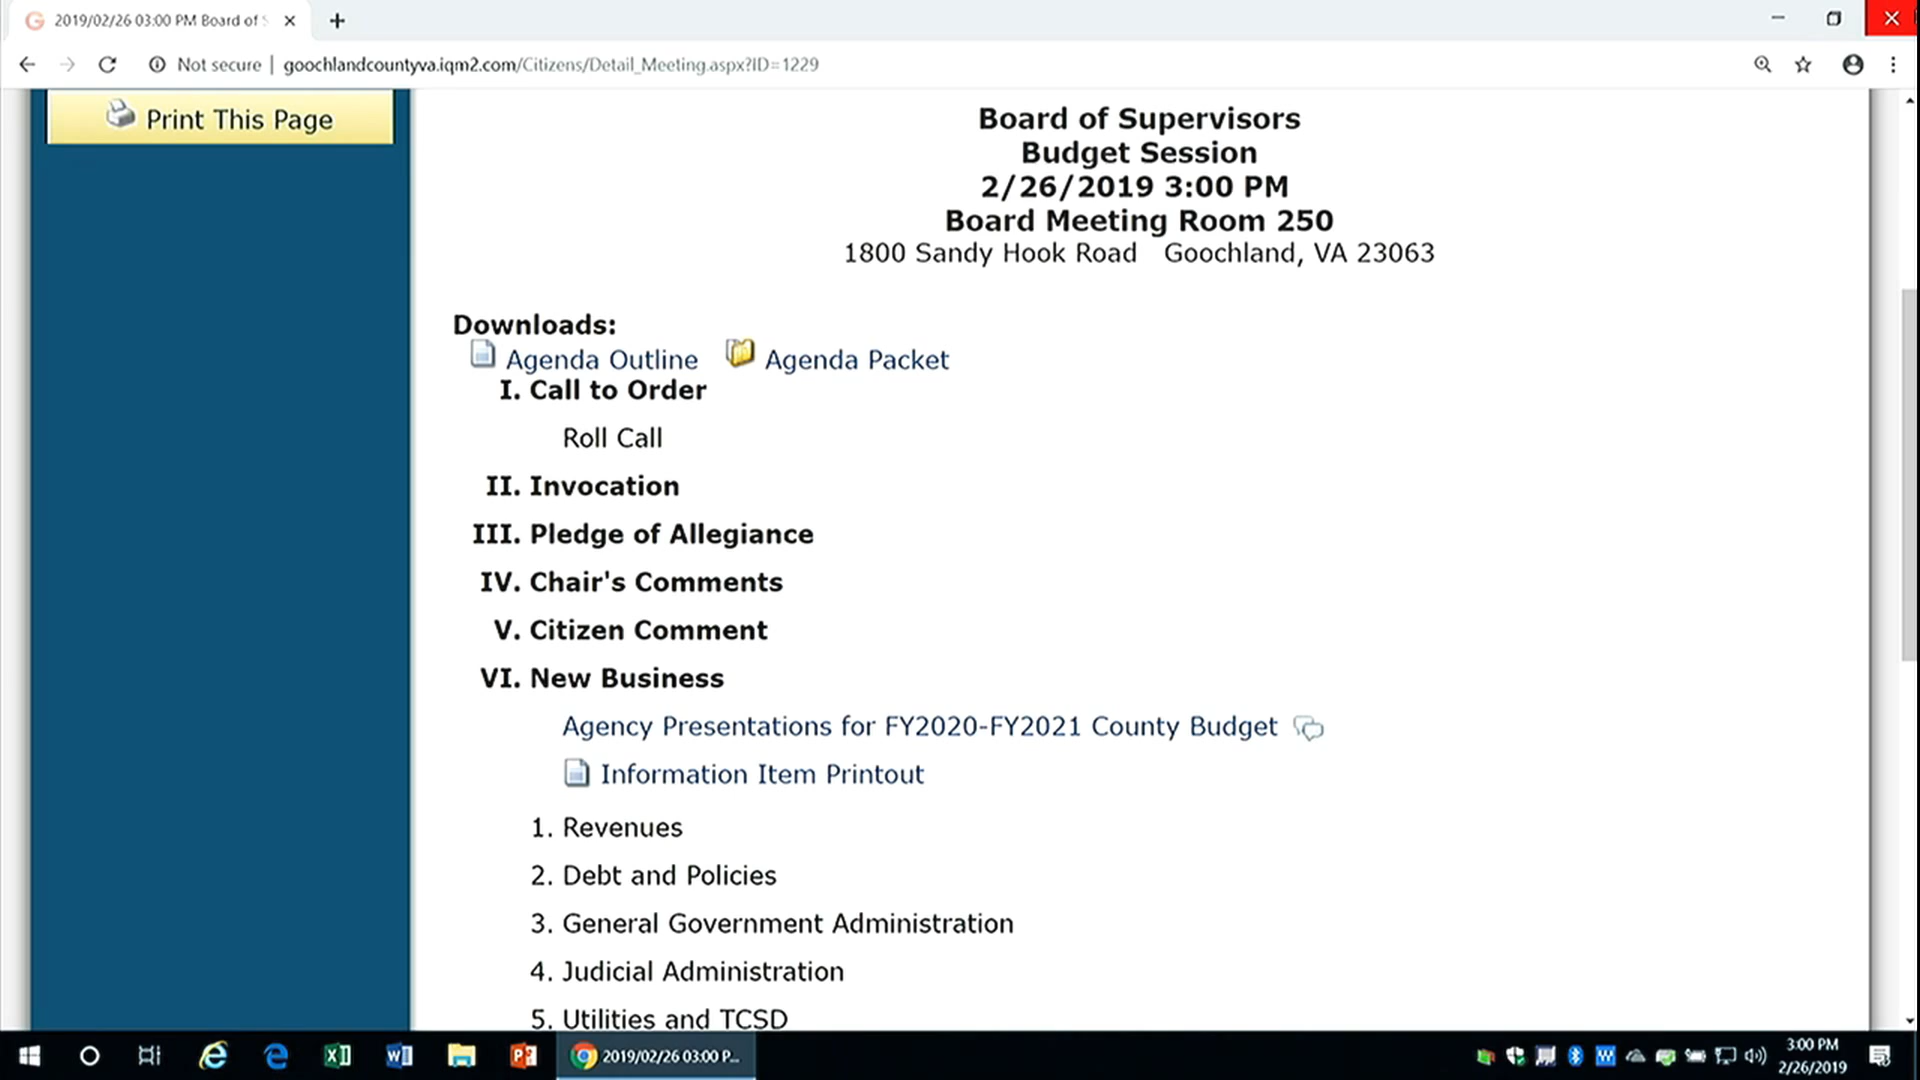 2019/02/26 03:00 PM Board of S
Not secure | goochlandcountyva.iqm2.com/Citizens/Detail_Meeting.aspx?ID=1229
Print This Page
Board of Supervisors
Budget Session
2/26/2019 3:00 PM
Board Meeting Room 250
1800 Sandy Hook Road Goochland, VA 23063
Downloads:
Agenda Outline Agenda Packet
I. Call to Order
Roll Call
II. Invocation
III. Pledge of Allegiance
IV. Chair's Comments
V. Citizen Comment
VI. New Business
Agency Presentations for FY2020-FY2021 County Budget
Information Item Printout
1. Revenues
2. Debt and Policies
3. General Government Administration
4. Judicial Administration
5. Utilities and TCSD
2019/02/26 03:00 P...
3:00 PM
2/26/2019